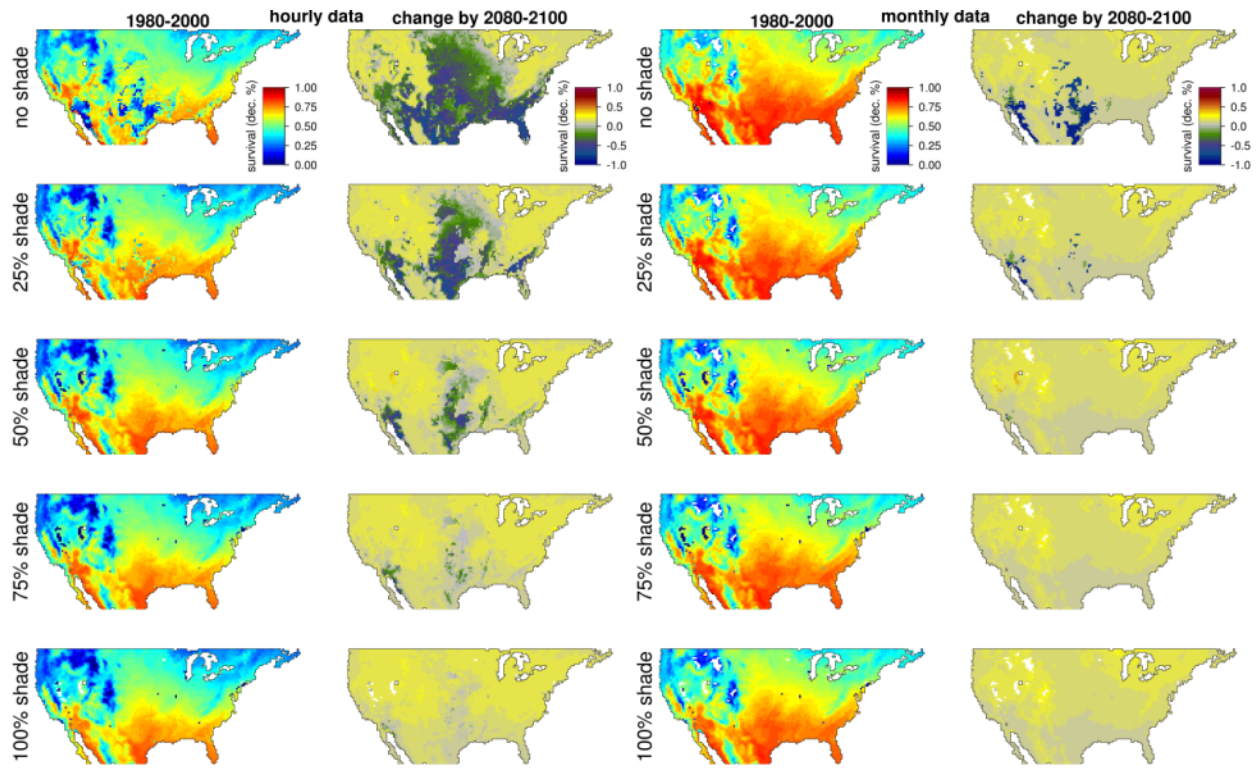 1980-2000 hourly data change by 2080-2100 1980-2000 monthly data change by 2080-2100
no shade
survival (dec. %)
1.00
0.75
0.50
0.25
0.00
survival (dec. %)
1.0
0.5
0.0
-0.5
-1.0
no shade
survival (dec. %)
1.00
0.75
0.50
0.25
0.00
survival (dec. %)
1.0
0.5
0.0
-0.5
-1.0
25% shade
25% shade
50% shade
50% shade
75% shade
75% shade
100% shade
100% shade